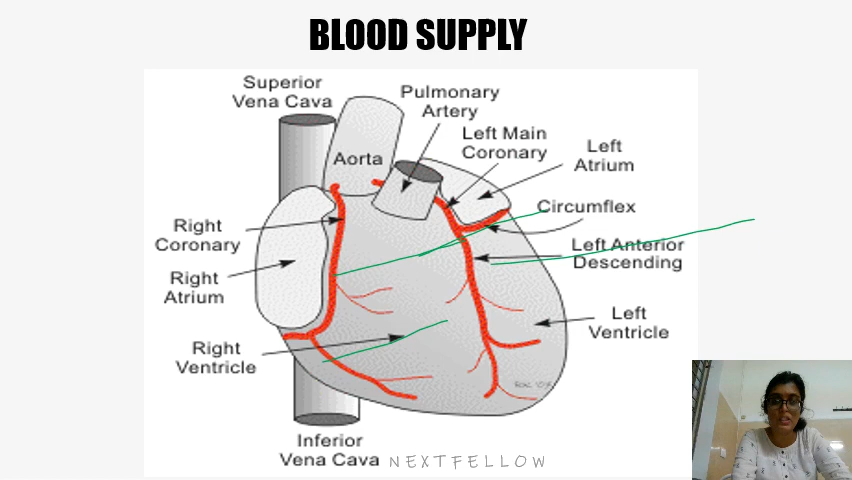 BLOOD SUPPLY
Superior
Vena Cava
Pulmonary
Artery
Left Main
Coronary
Left
Atrium
Aorta
Circumflex
Right
Coronary
Left Anterior
Descending
Right
Atrium
Left
Ventricle
Right
Ventricle
Inferior
Vena Cava
NEXTFELLOW